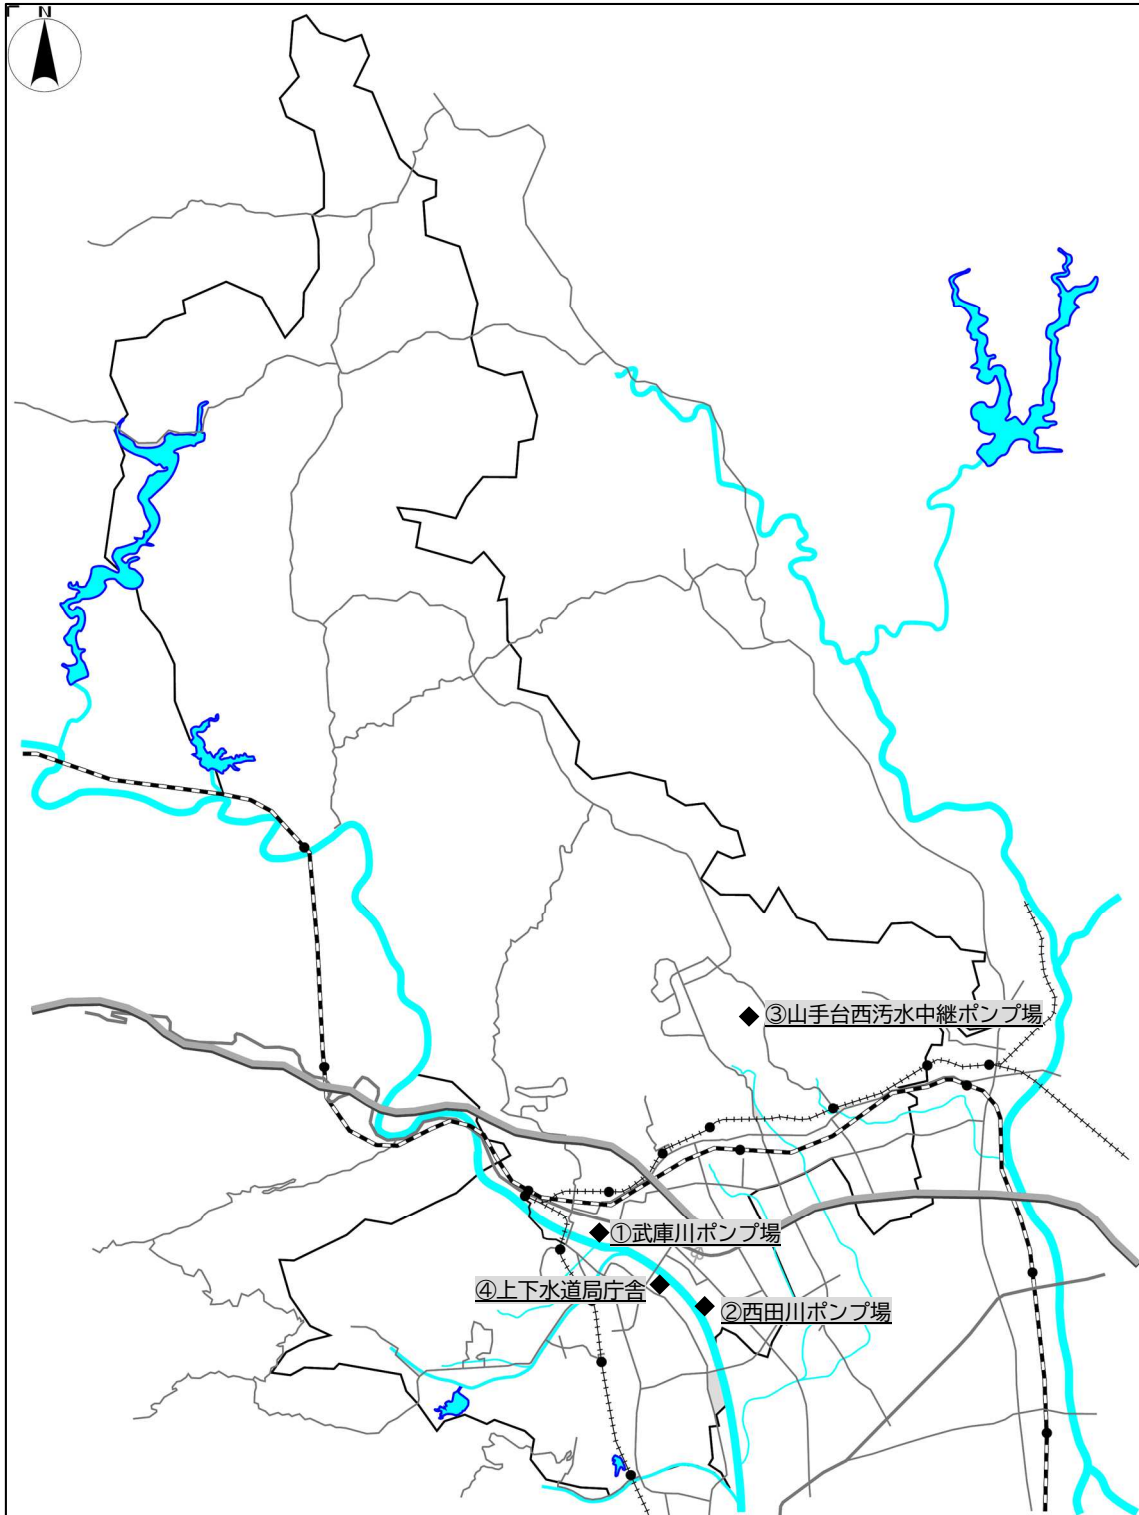 N
③山手台西汚水中継ポンプ場
①武庫川ポンプ場
④上下水道局庁舎
②西田川ポンプ場